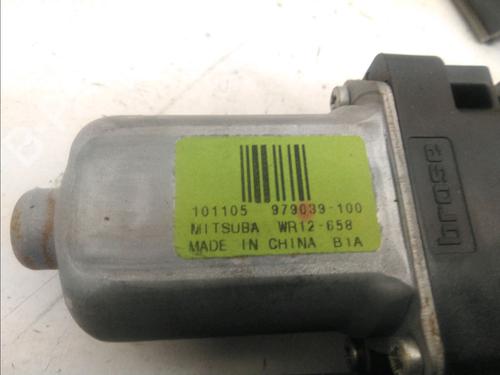 101105 979039-100
MITSUBA WR12-658
MADE IN CHINA B1A
brose